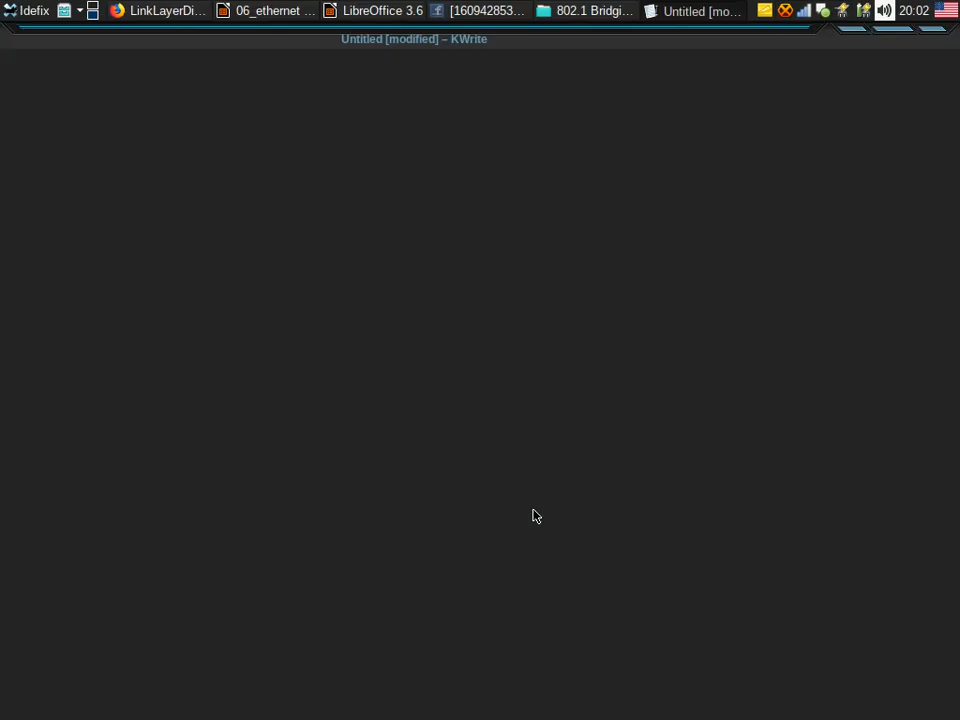 Idefix LinkLayerDi... 06_ethernet ... LibreOffice 3.6 [160942853... 802.1 Bridgi... Untitled [mo... 20:02
Untitled [modified] – KWrite